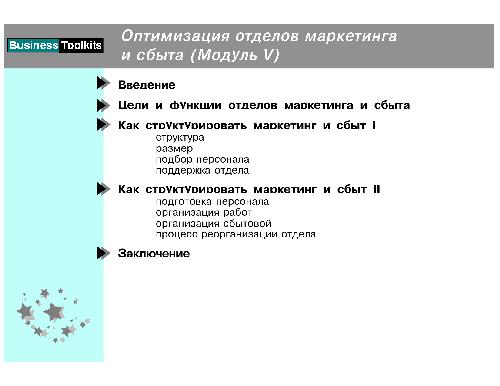 Business Toolkits
Оптимизация отделов маркетинга
и сбыта (Модуль V)
Введение
Цели и функции отделов маркетинга и сбыта
Как структурировать маркетинг и сбыт I
структура
размер
подбор персонала
поддержка отдела
Как структурировать маркетинг и сбыт II
подготовка персонала
организация работ
организация сбытовой
процесс реорганизации отдела
Заключение